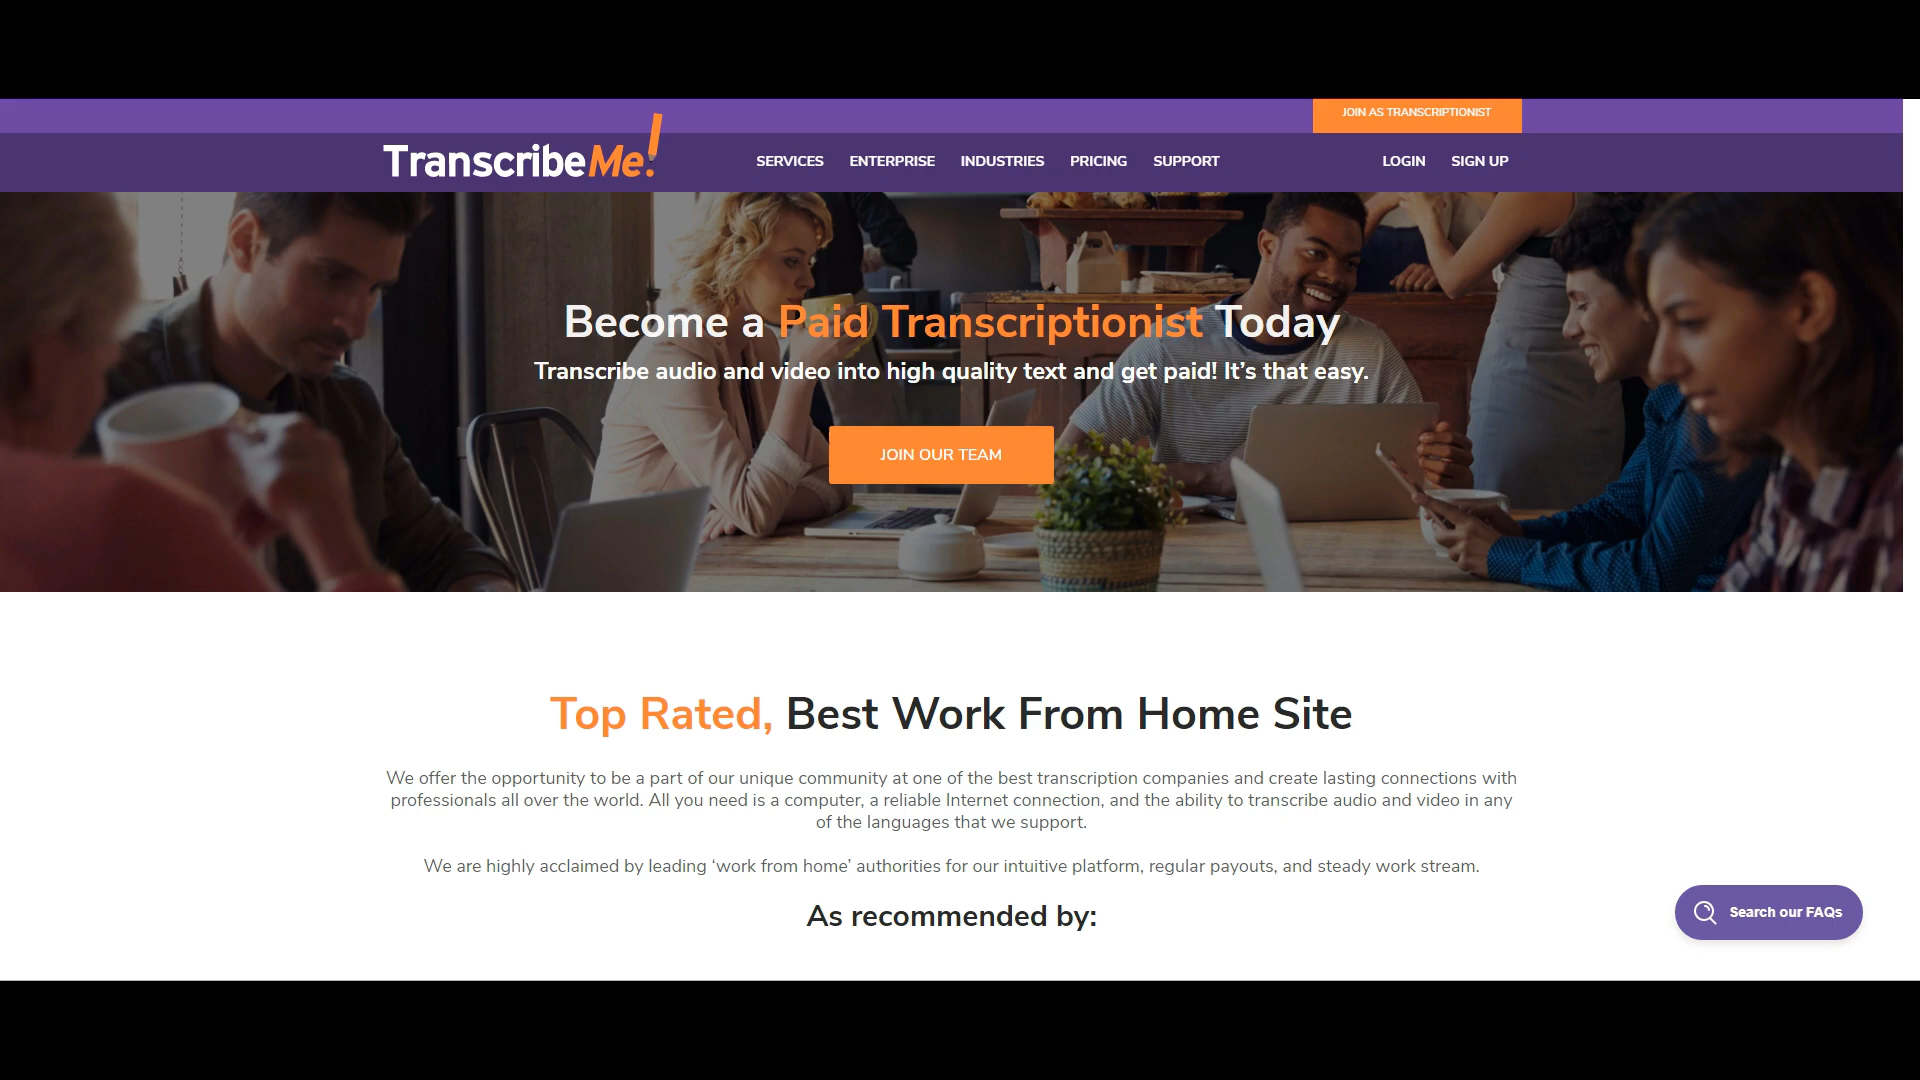 JOIN AS TRANSCRIPTIONIST
TranscribeMe!
SERVICES ENTERPRISE INDUSTRIES PRICING SUPPORT LOGIN SIGN UP
Become a Paid Transcriptionist Today
Transcribe audio and video into high quality text and get paid! It’s that easy.
JOIN OUR TEAM
Top Rated, Best Work From Home Site
We offer the opportunity to be a part of our unique community at one of the best transcription companies and create lasting connections with
professionals all over the world. All you need is a computer, a reliable Internet connection, and the ability to transcribe audio and video in any
of the languages that we support.
We are highly acclaimed by leading ‘work from home’ authorities for our intuitive platform, regular payouts, and steady work stream.
As recommended by:
Search our FAQs